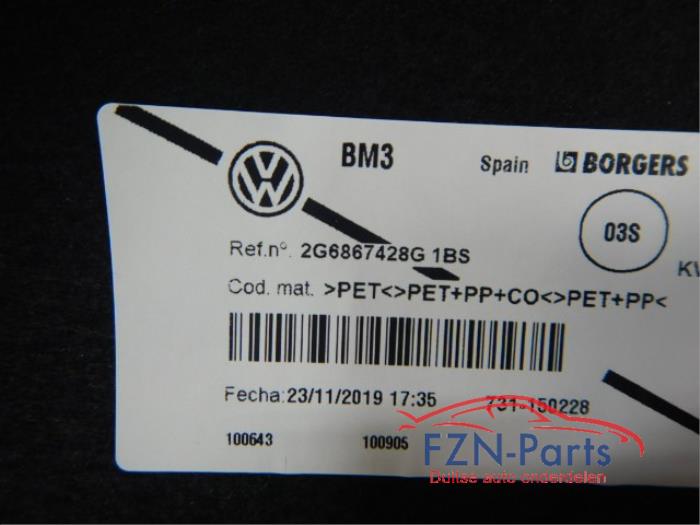 BM3
Spain BORGERS
03S
Ref.nº. 2G6867428G 1BS
Cod. mat. >PET<>PET+PP+CO<>PET+PP<
Fecha:23/11/2019 17:35 731-150228
100643 100905
FZN-Parts
Duitse auto onderdelen